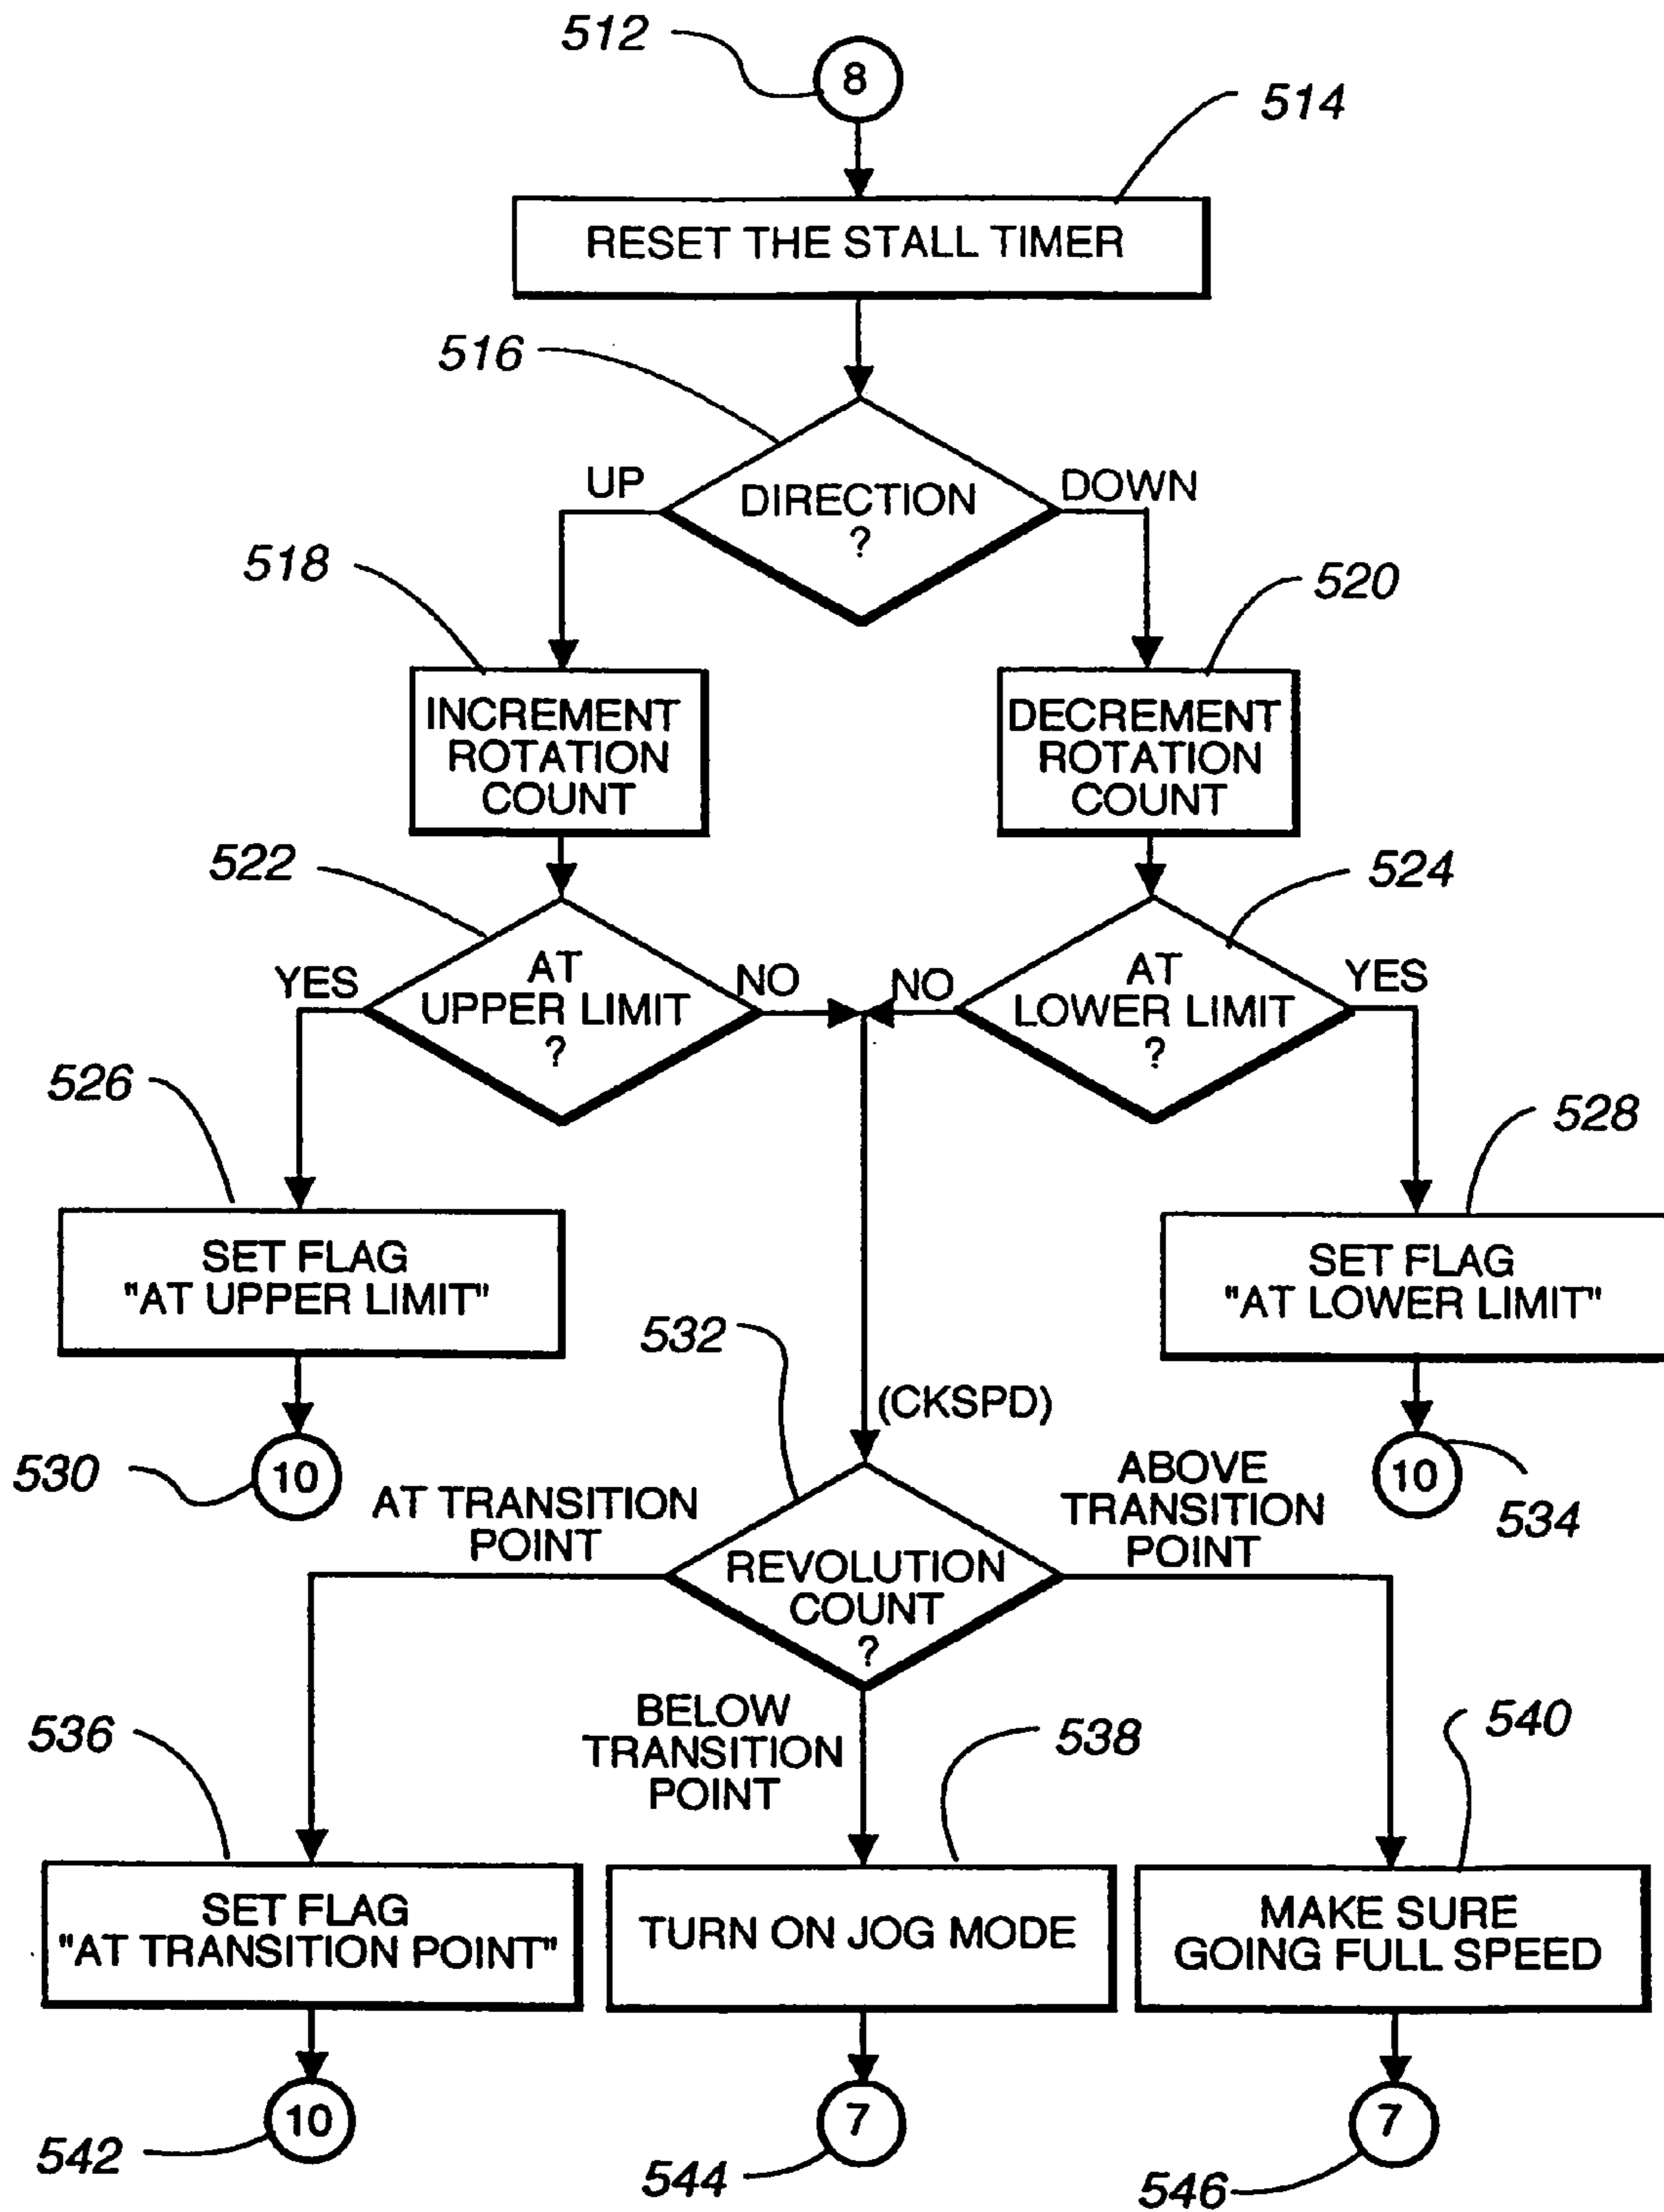 512
8
514
RESET THE STALL TIMER
516
UP
DIRECTION
?
DOWN
518
520
INCREMENT
ROTATION
COUNT
DECREMENT
ROTATION
COUNT
522
524
YES
AT
UPPER LIMIT
?
NO
NO
AT
LOWER LIMIT
?
YES
526
528
SET FLAG
"AT UPPER LIMIT"
SET FLAG
"AT LOWER LIMIT"
532
(CKSPD)
530
10
10
534
AT TRANSITION
POINT
REVOLUTION
COUNT
?
ABOVE
TRANSITION
POINT
BELOW
TRANSITION
POINT
536
538
540
SET FLAG
"AT TRANSITION POINT"
TURN ON JOG MODE
MAKE SURE
GOING FULL SPEED
10
7
7
542
544
546